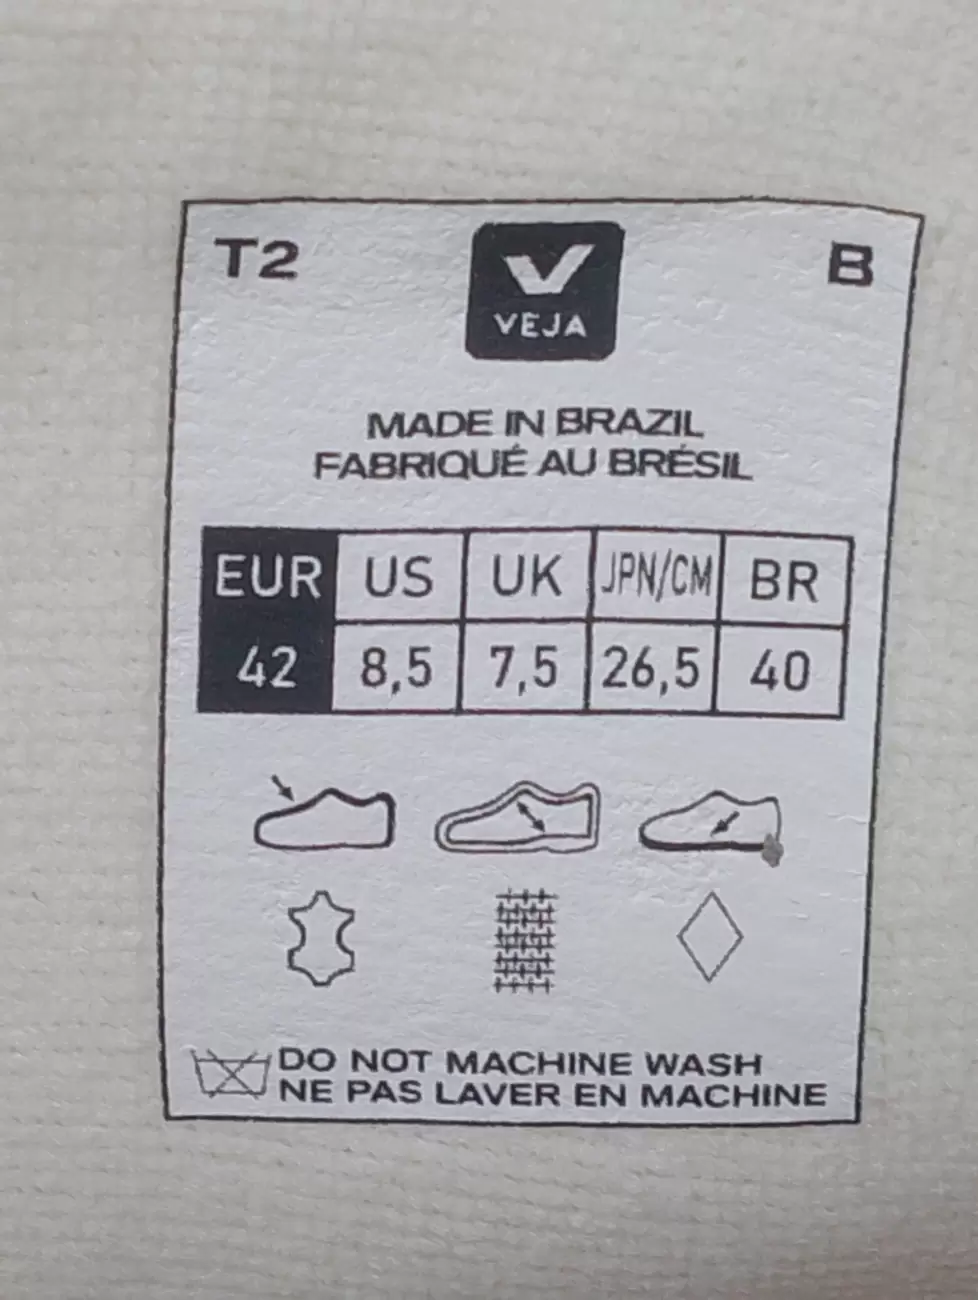 T2 B
VEJA
MADE IN BRAZIL
FABRIQUÉ AU BRÉSIL
EUR US UK JPN/CM BR
42 8,5 7,5 26,5 40
DO NOT MACHINE WASH
NE PAS LAVER EN MACHINE